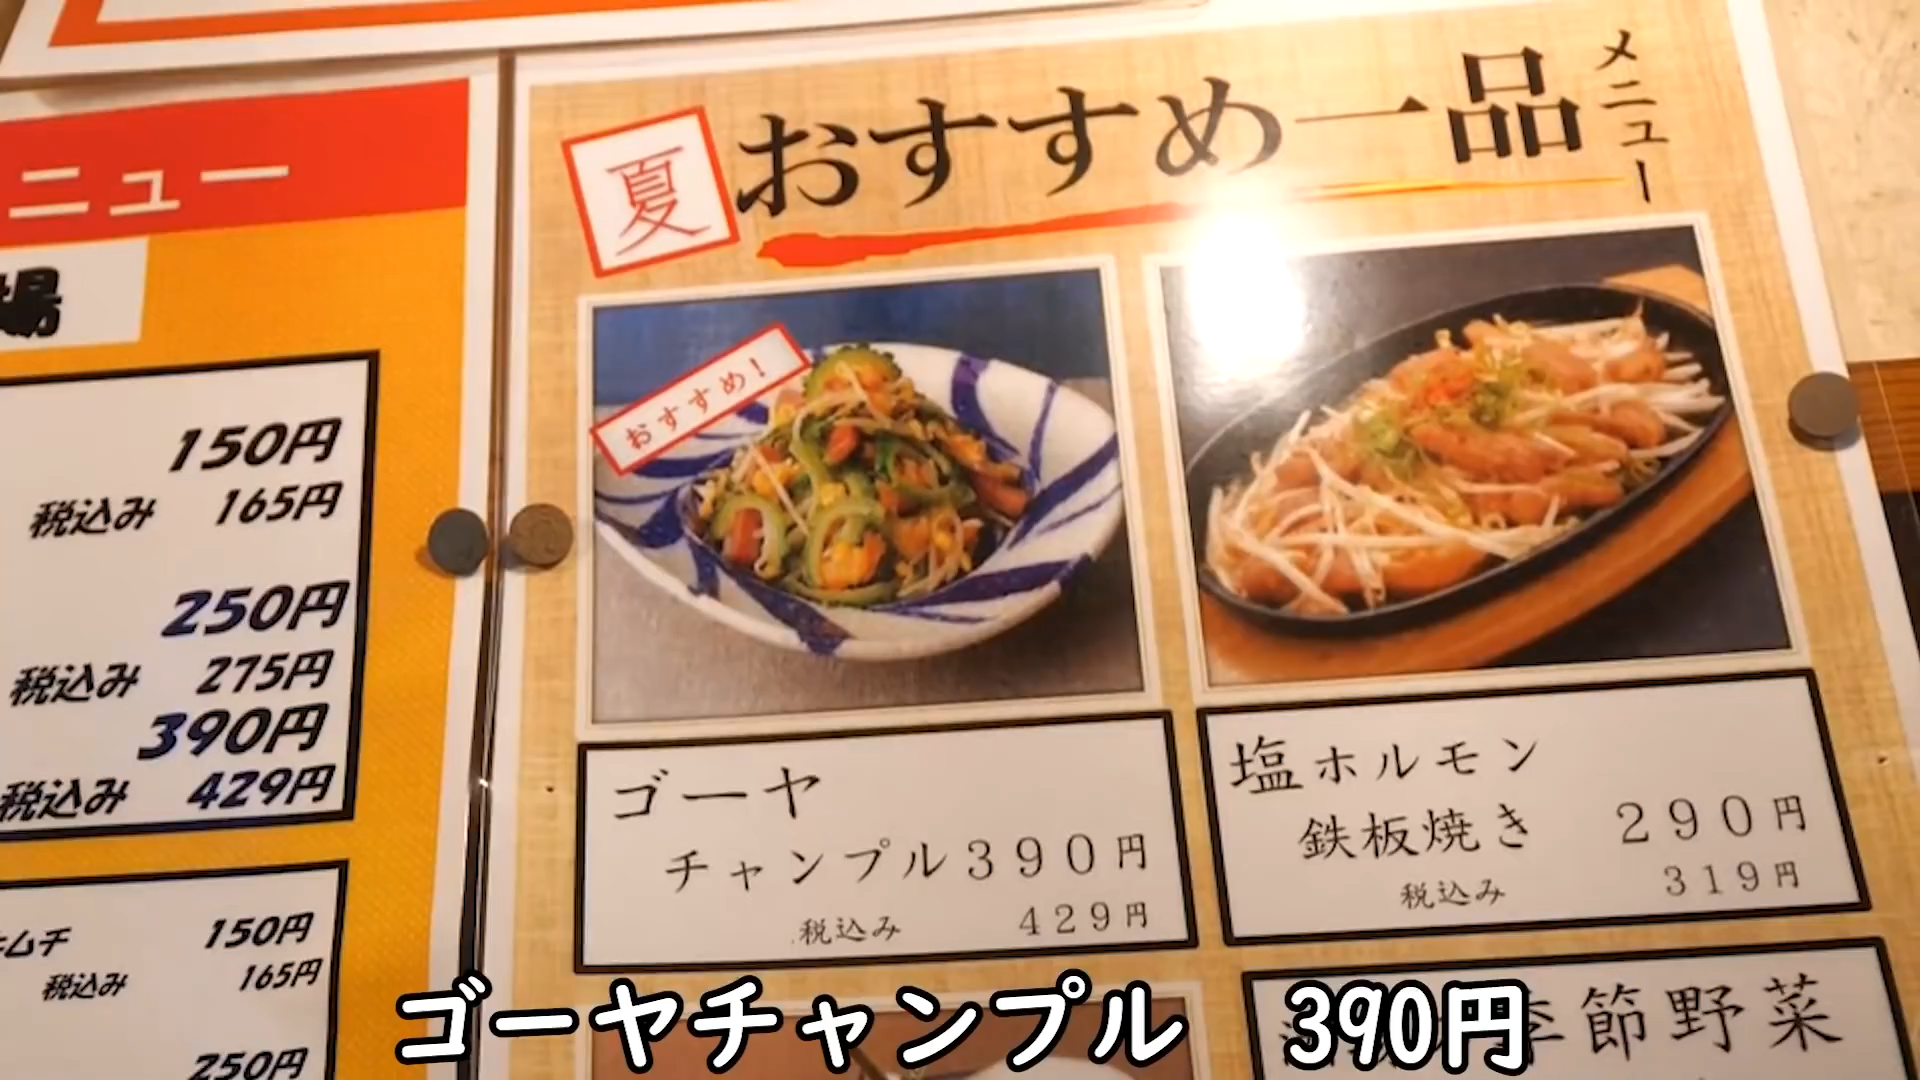 ニュー
場
150円
税込み 165円
250円
税込み 275円
390円
税込み 429円
キムチ 150円
税込み 165円
250円
夏 おすすめ一品
メニュー
おすすめ!
ゴーヤ
チャンプル 390円
税込み 429円
塩ホルモン
鉄板焼き 290円
税込み 319円
季節野菜
ゴーヤチャンプル 390円